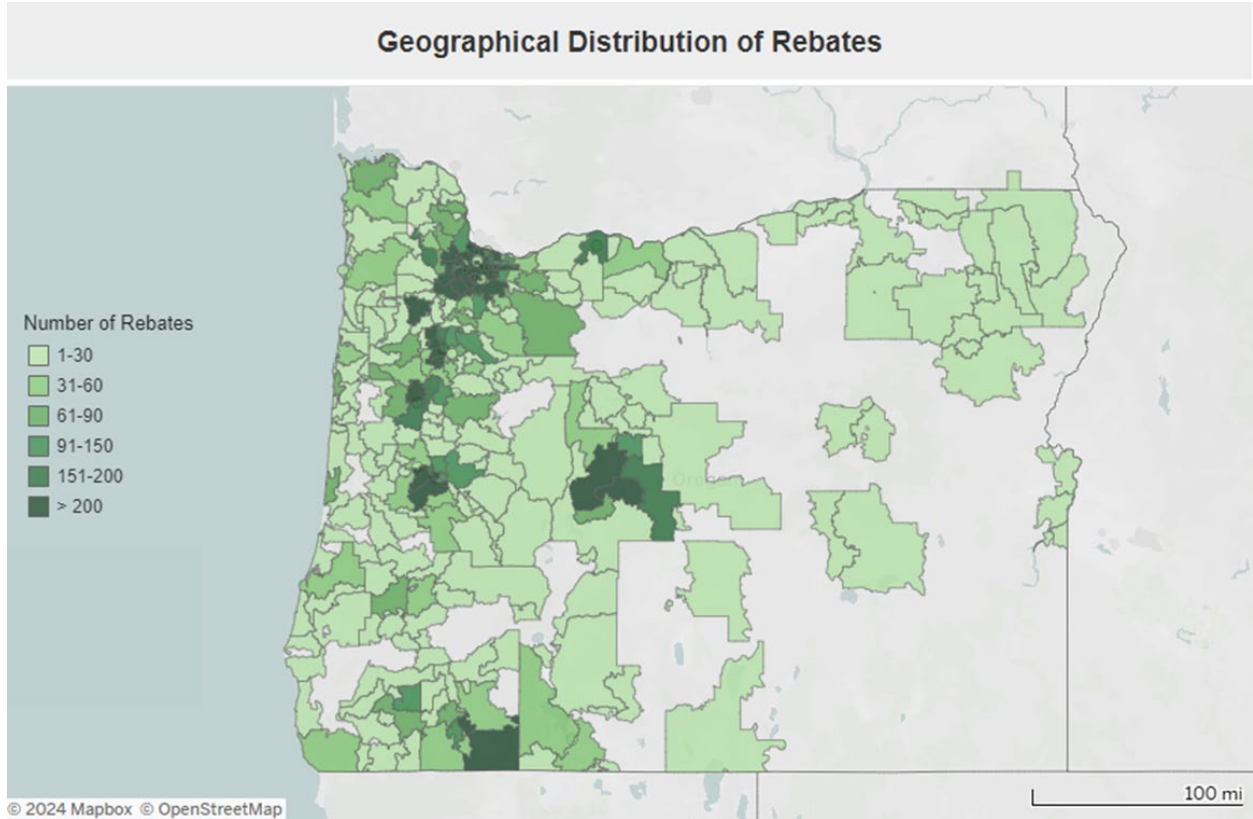 Geographical Distribution of Rebates
Number of Rebates
1-30
31-60
61-90
91-150
151-200
> 200
Oregon
100 mi
© 2024 Mapbox © OpenStreetMap